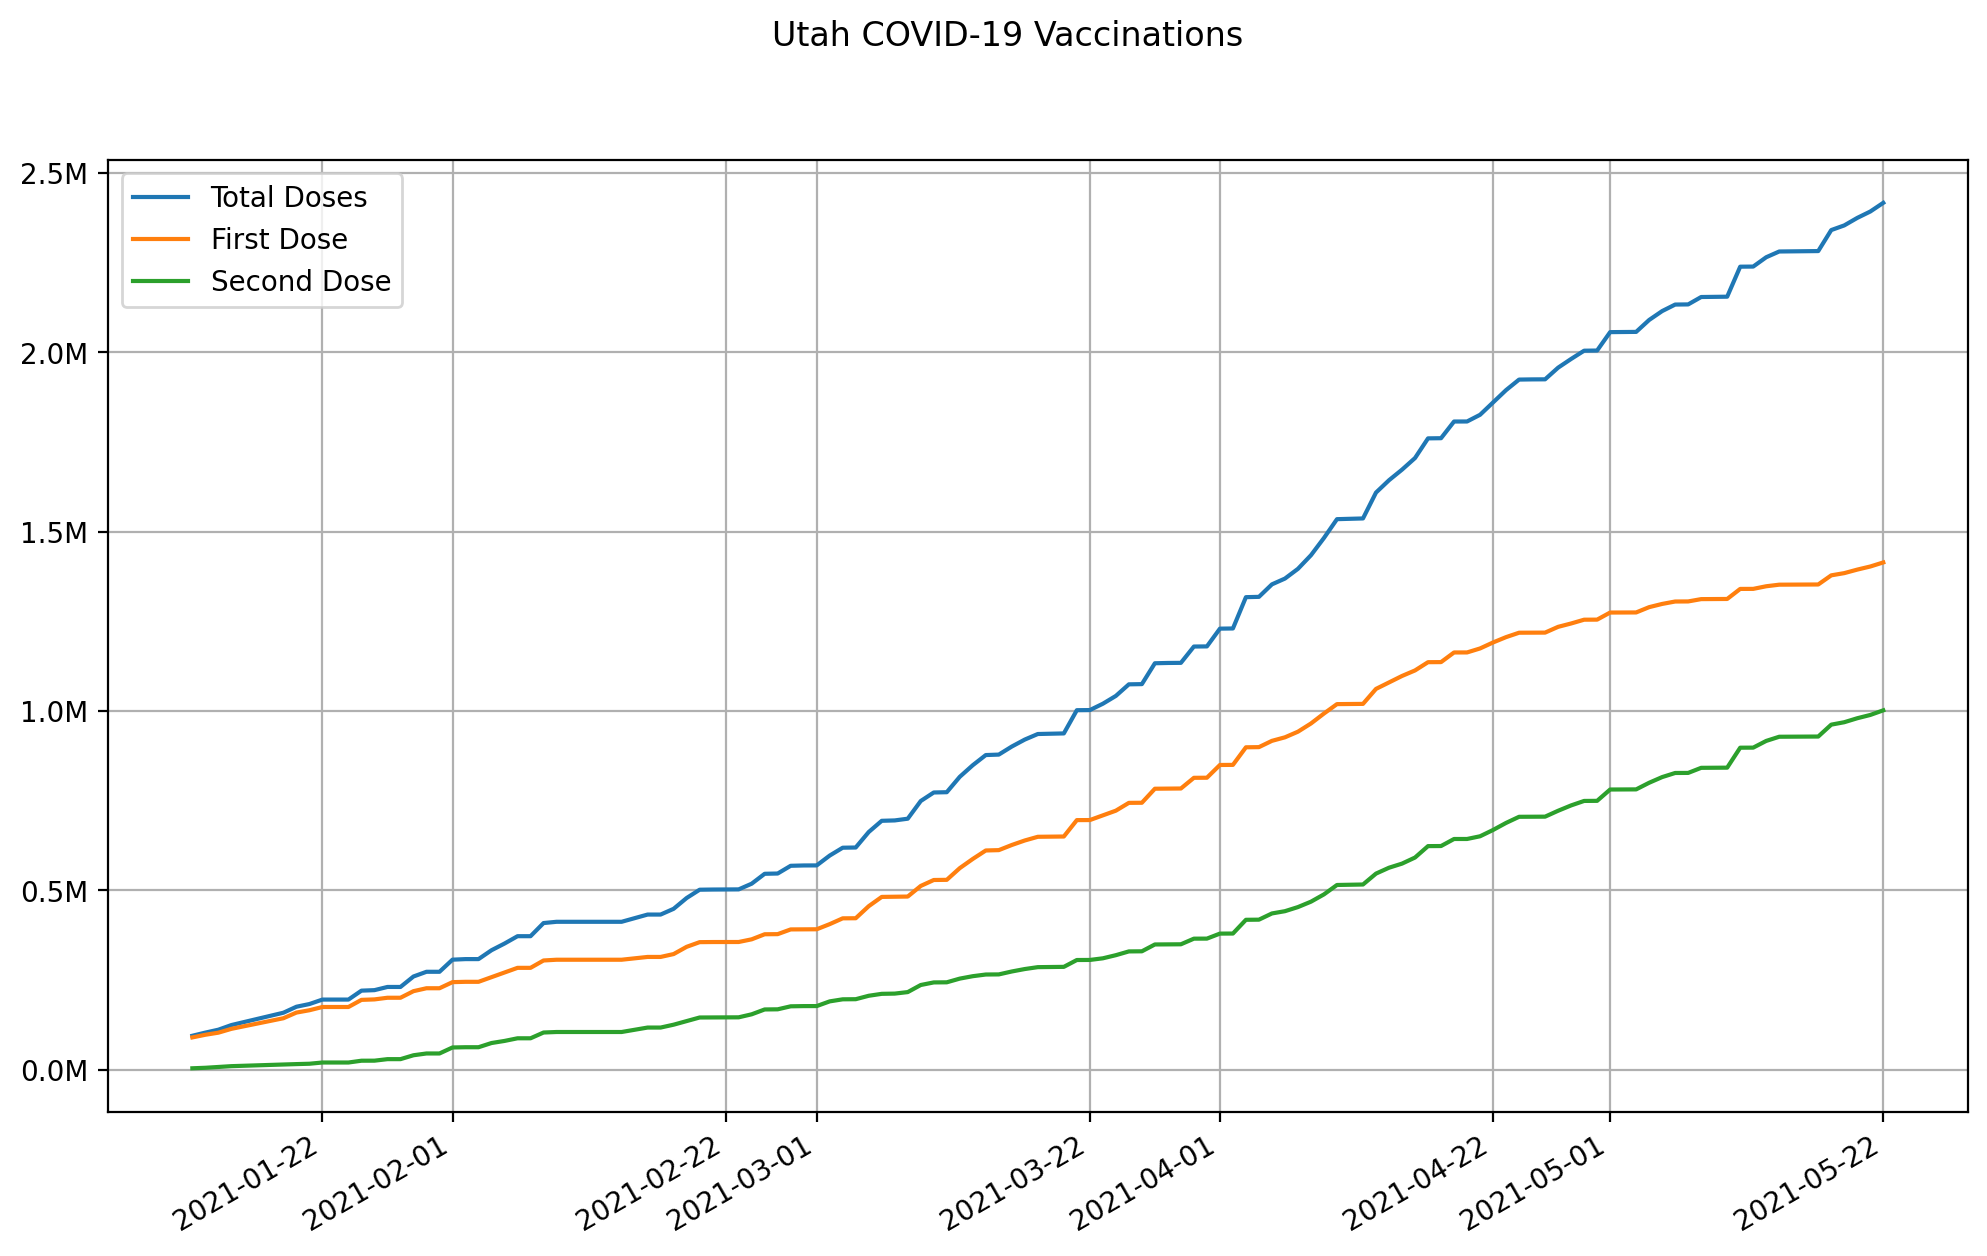 Utah COVID-19 Vaccinations
2.5M
2.0M
1.5M
1.0M
0.5M
0.0M
Total Doses
First Dose
Second Dose
2021-01-22
2021-02-01
2021-02-22
2021-03-01
2021-03-22
2021-04-01
2021-04-22
2021-05-01
2021-05-22